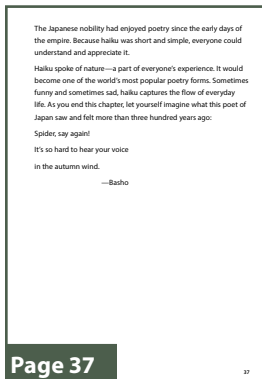 The Japanese nobility had enjoyed poetry since the early days of
the empire. Because haiku was short and simple, everyone could
understand and appreciate it.
Haiku spoke of nature—a part of everyone's experience. It would
become one of the world's most popular poetry forms. Sometimes
funny and sometimes sad, haiku captures the flow of everyday
life. As you end this chapter, let yourself imagine what this poet of
Japan saw and felt more than three hundred years ago:
Spider, say again!
It's so hard to hear your voice
in the autumn wind.
—Basho
Page 37
37